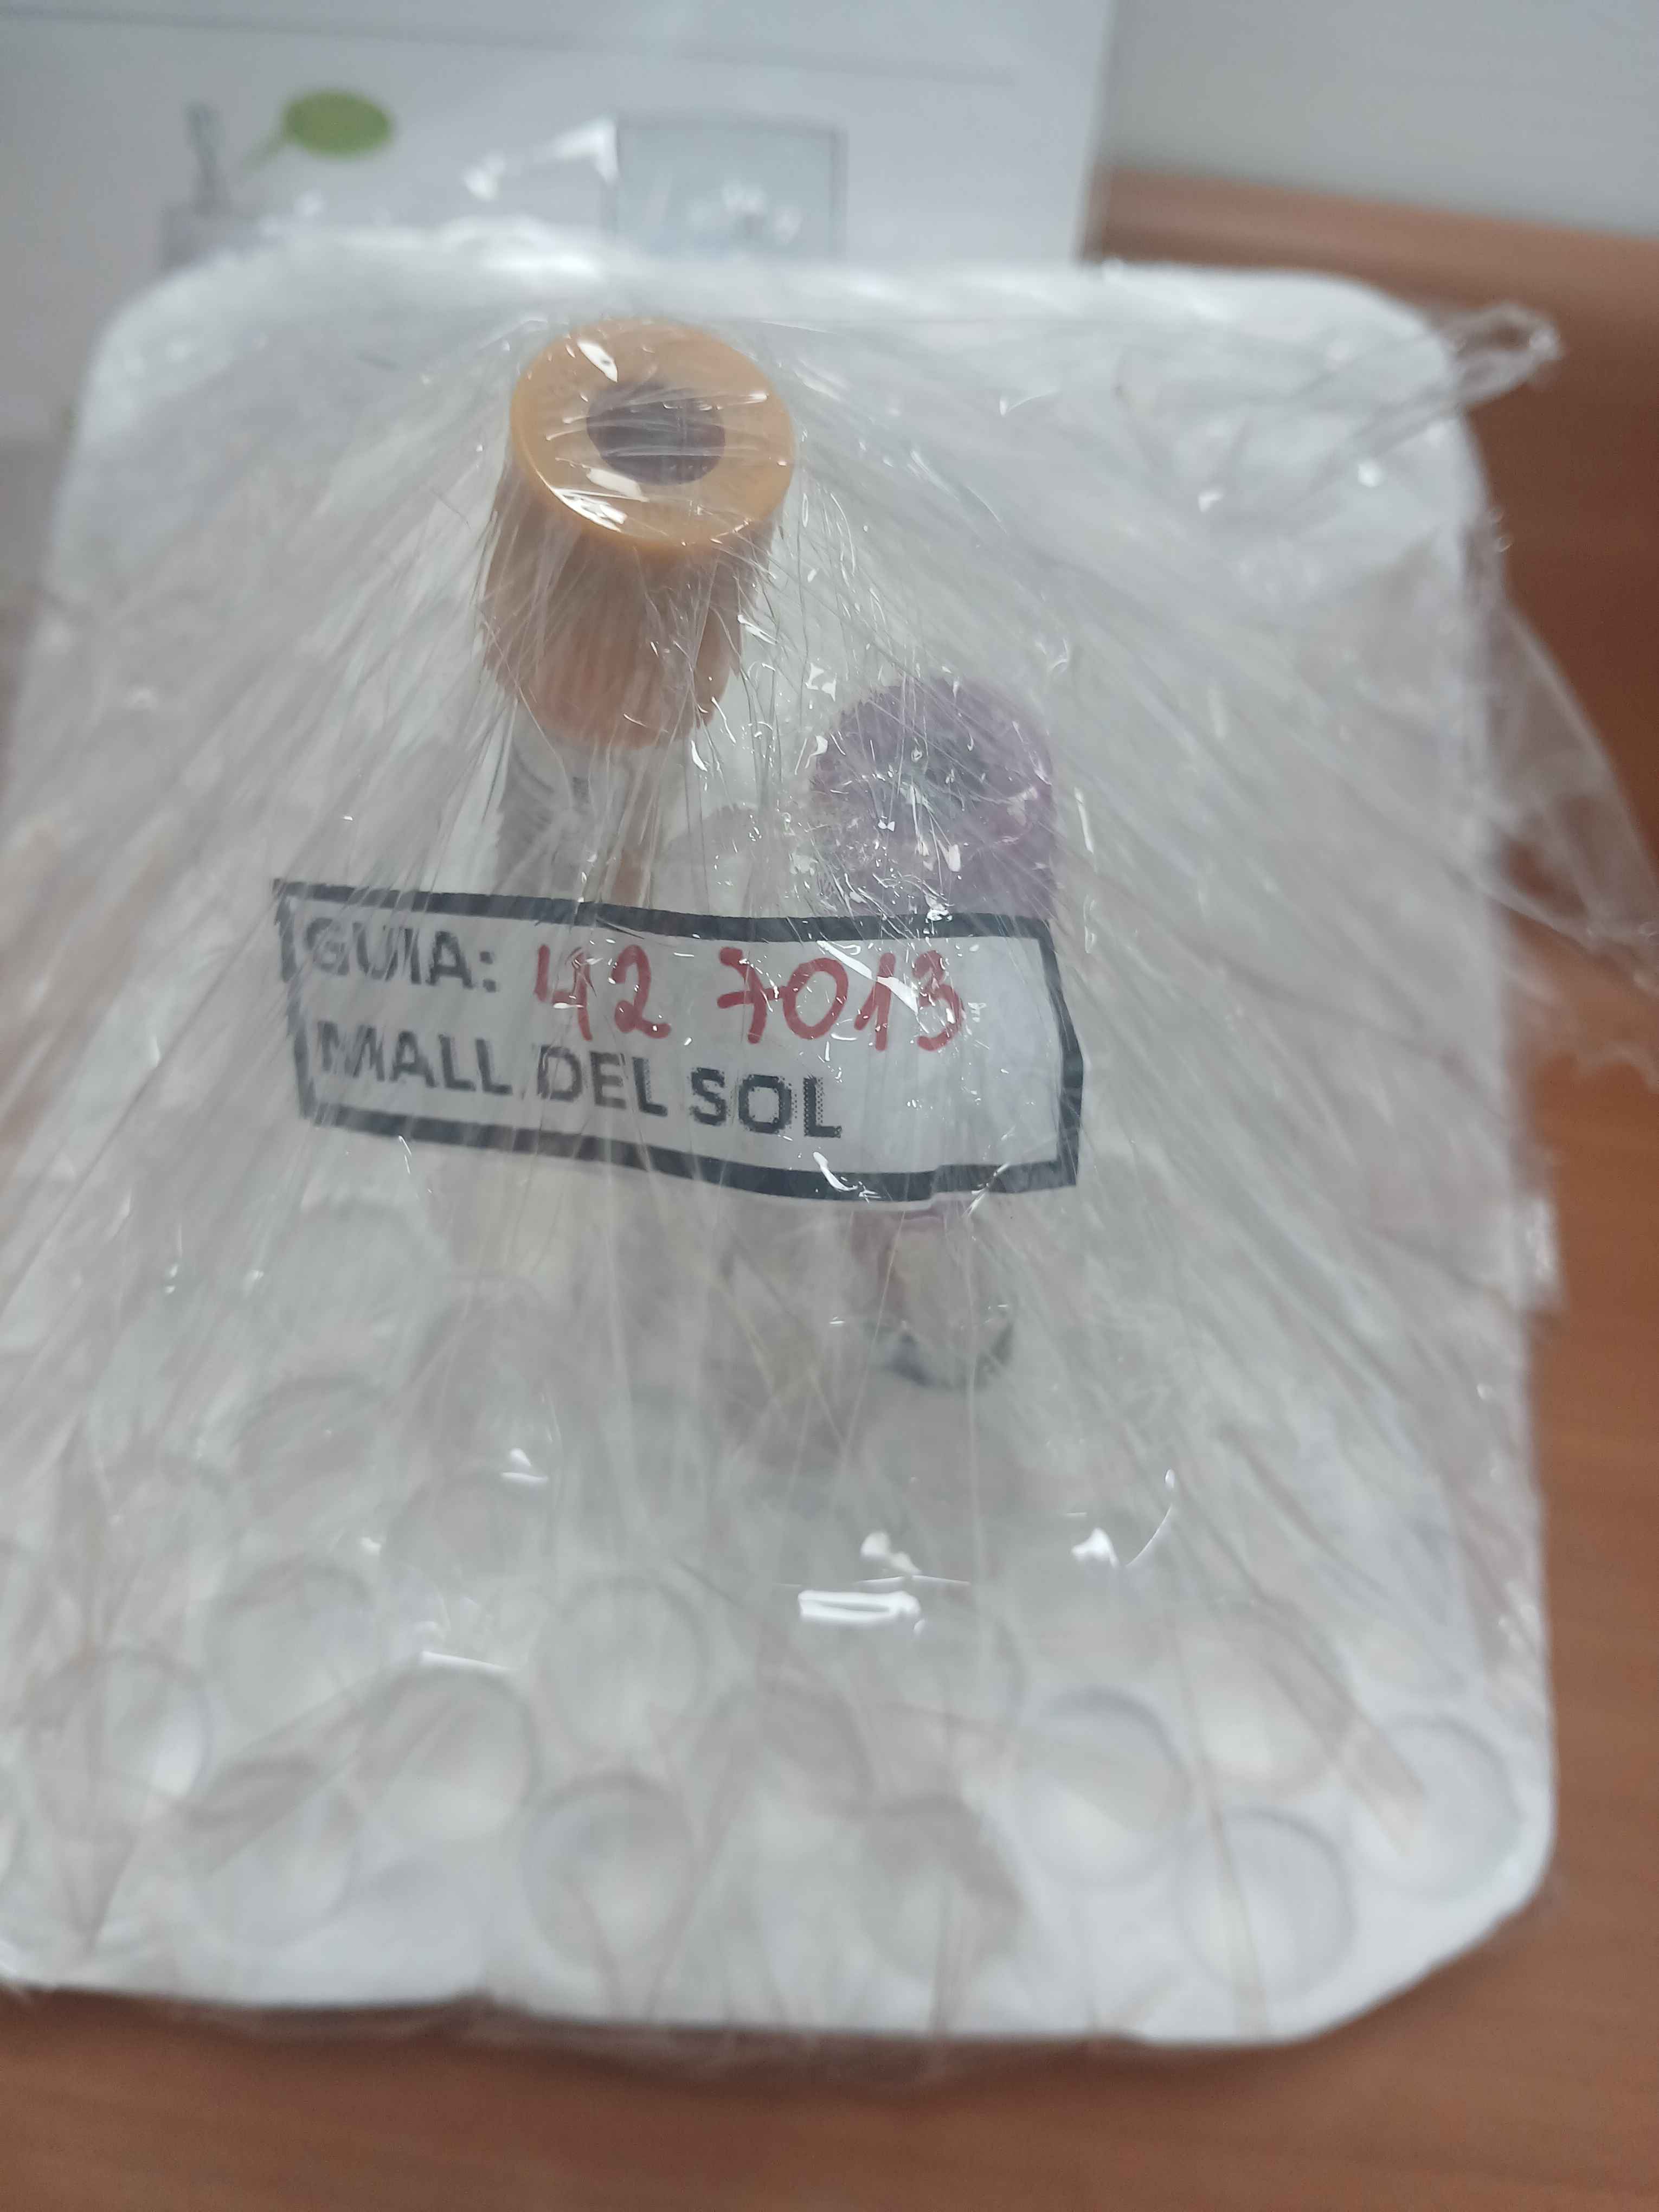 GUIA: 42 7013
MALL DEL SOL